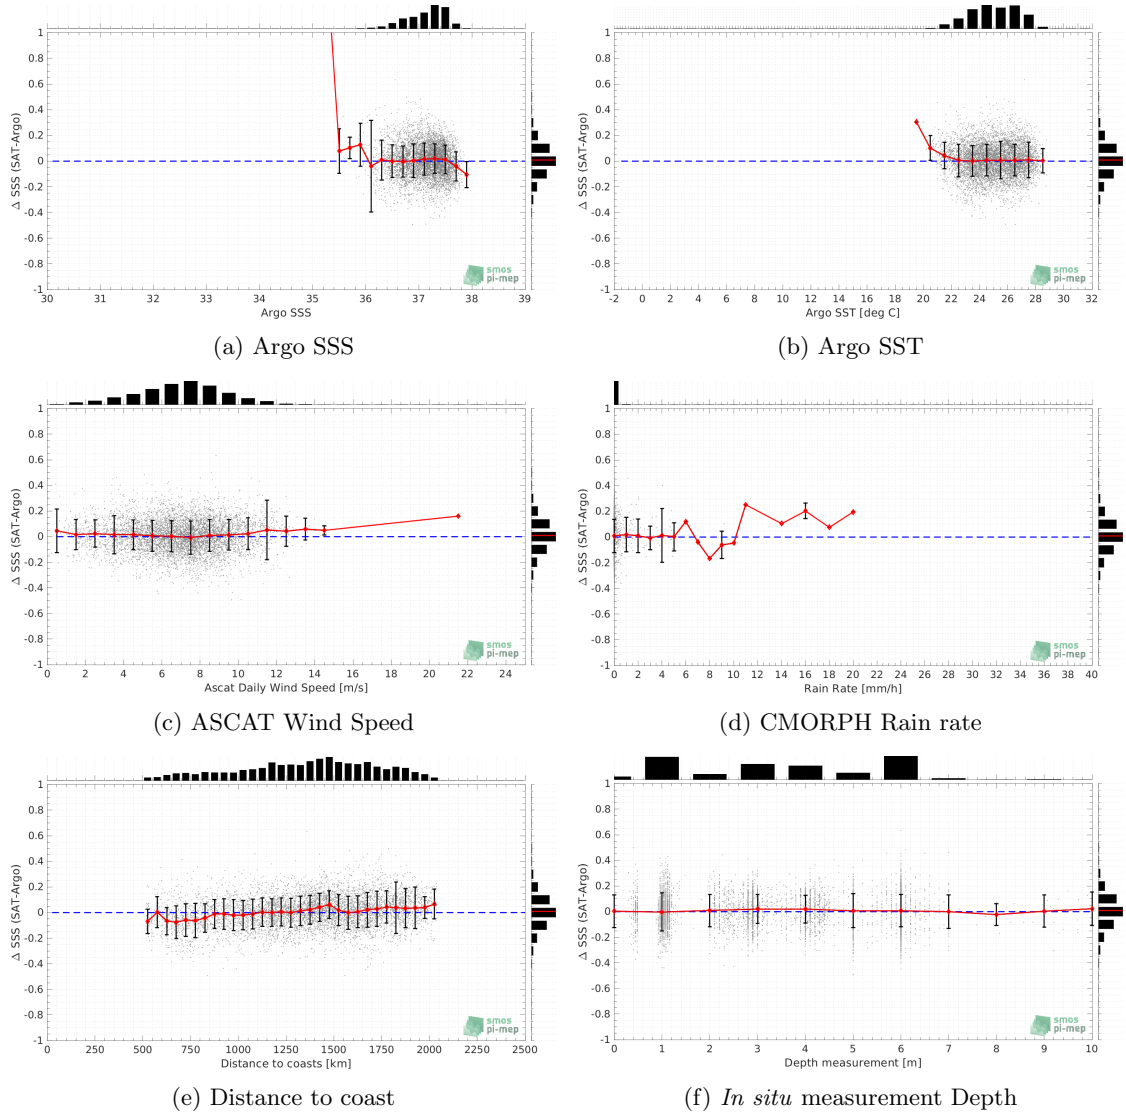 1
0.8
0.6
0.4
0.2
0
-0.2
-0.4
-0.6
-0.8
-1
Δ SSS (SAT-Argo)
smos
pi-mep
30 31 32 33 34 35 36 37 38 39
Argo SSS
(a) Argo SSS
1
0.8
0.6
0.4
0.2
0
-0.2
-0.4
-0.6
-0.8
-1
Δ SSS (SAT-Argo)
smos
pi-mep
-2 0 2 4 6 8 10 12 14 16 18 20 22 24 26 28 30 32
Argo SST [deg C]
(b) Argo SST
1
0.8
0.6
0.4
0.2
0
-0.2
-0.4
-0.6
-0.8
-1
Δ SSS (SAT-Argo)
smos
pi-mep
0 2 4 6 8 10 12 14 16 18 20 22 24
Ascat Daily Wind Speed [m/s]
(c) ASCAT Wind Speed
1
0.8
0.6
0.4
0.2
0
-0.2
-0.4
-0.6
-0.8
-1
Δ SSS (SAT-Argo)
smos
pi-mep
0 2 4 6 8 10 12 14 16 18 20 22 24 26 28 30 32 34 36 38 40
Rain Rate [mm/h]
(d) CMORPH Rain rate
1
0.8
0.6
0.4
0.2
0
-0.2
-0.4
-0.6
-0.8
-1
Δ SSS (SAT-Argo)
smos
pi-mep
0 250 500 750 1000 1250 1500 1750 2000 2250 2500
Distance to coasts [km]
(e) Distance to coast
1
0.8
0.6
0.4
0.2
0
-0.2
-0.4
-0.6
-0.8
-1
Δ SSS (SAT-Argo)
smos
pi-mep
0 1 2 3 4 5 6 7 8 9 10
Depth measurement [m]
(f) In situ measurement Depth